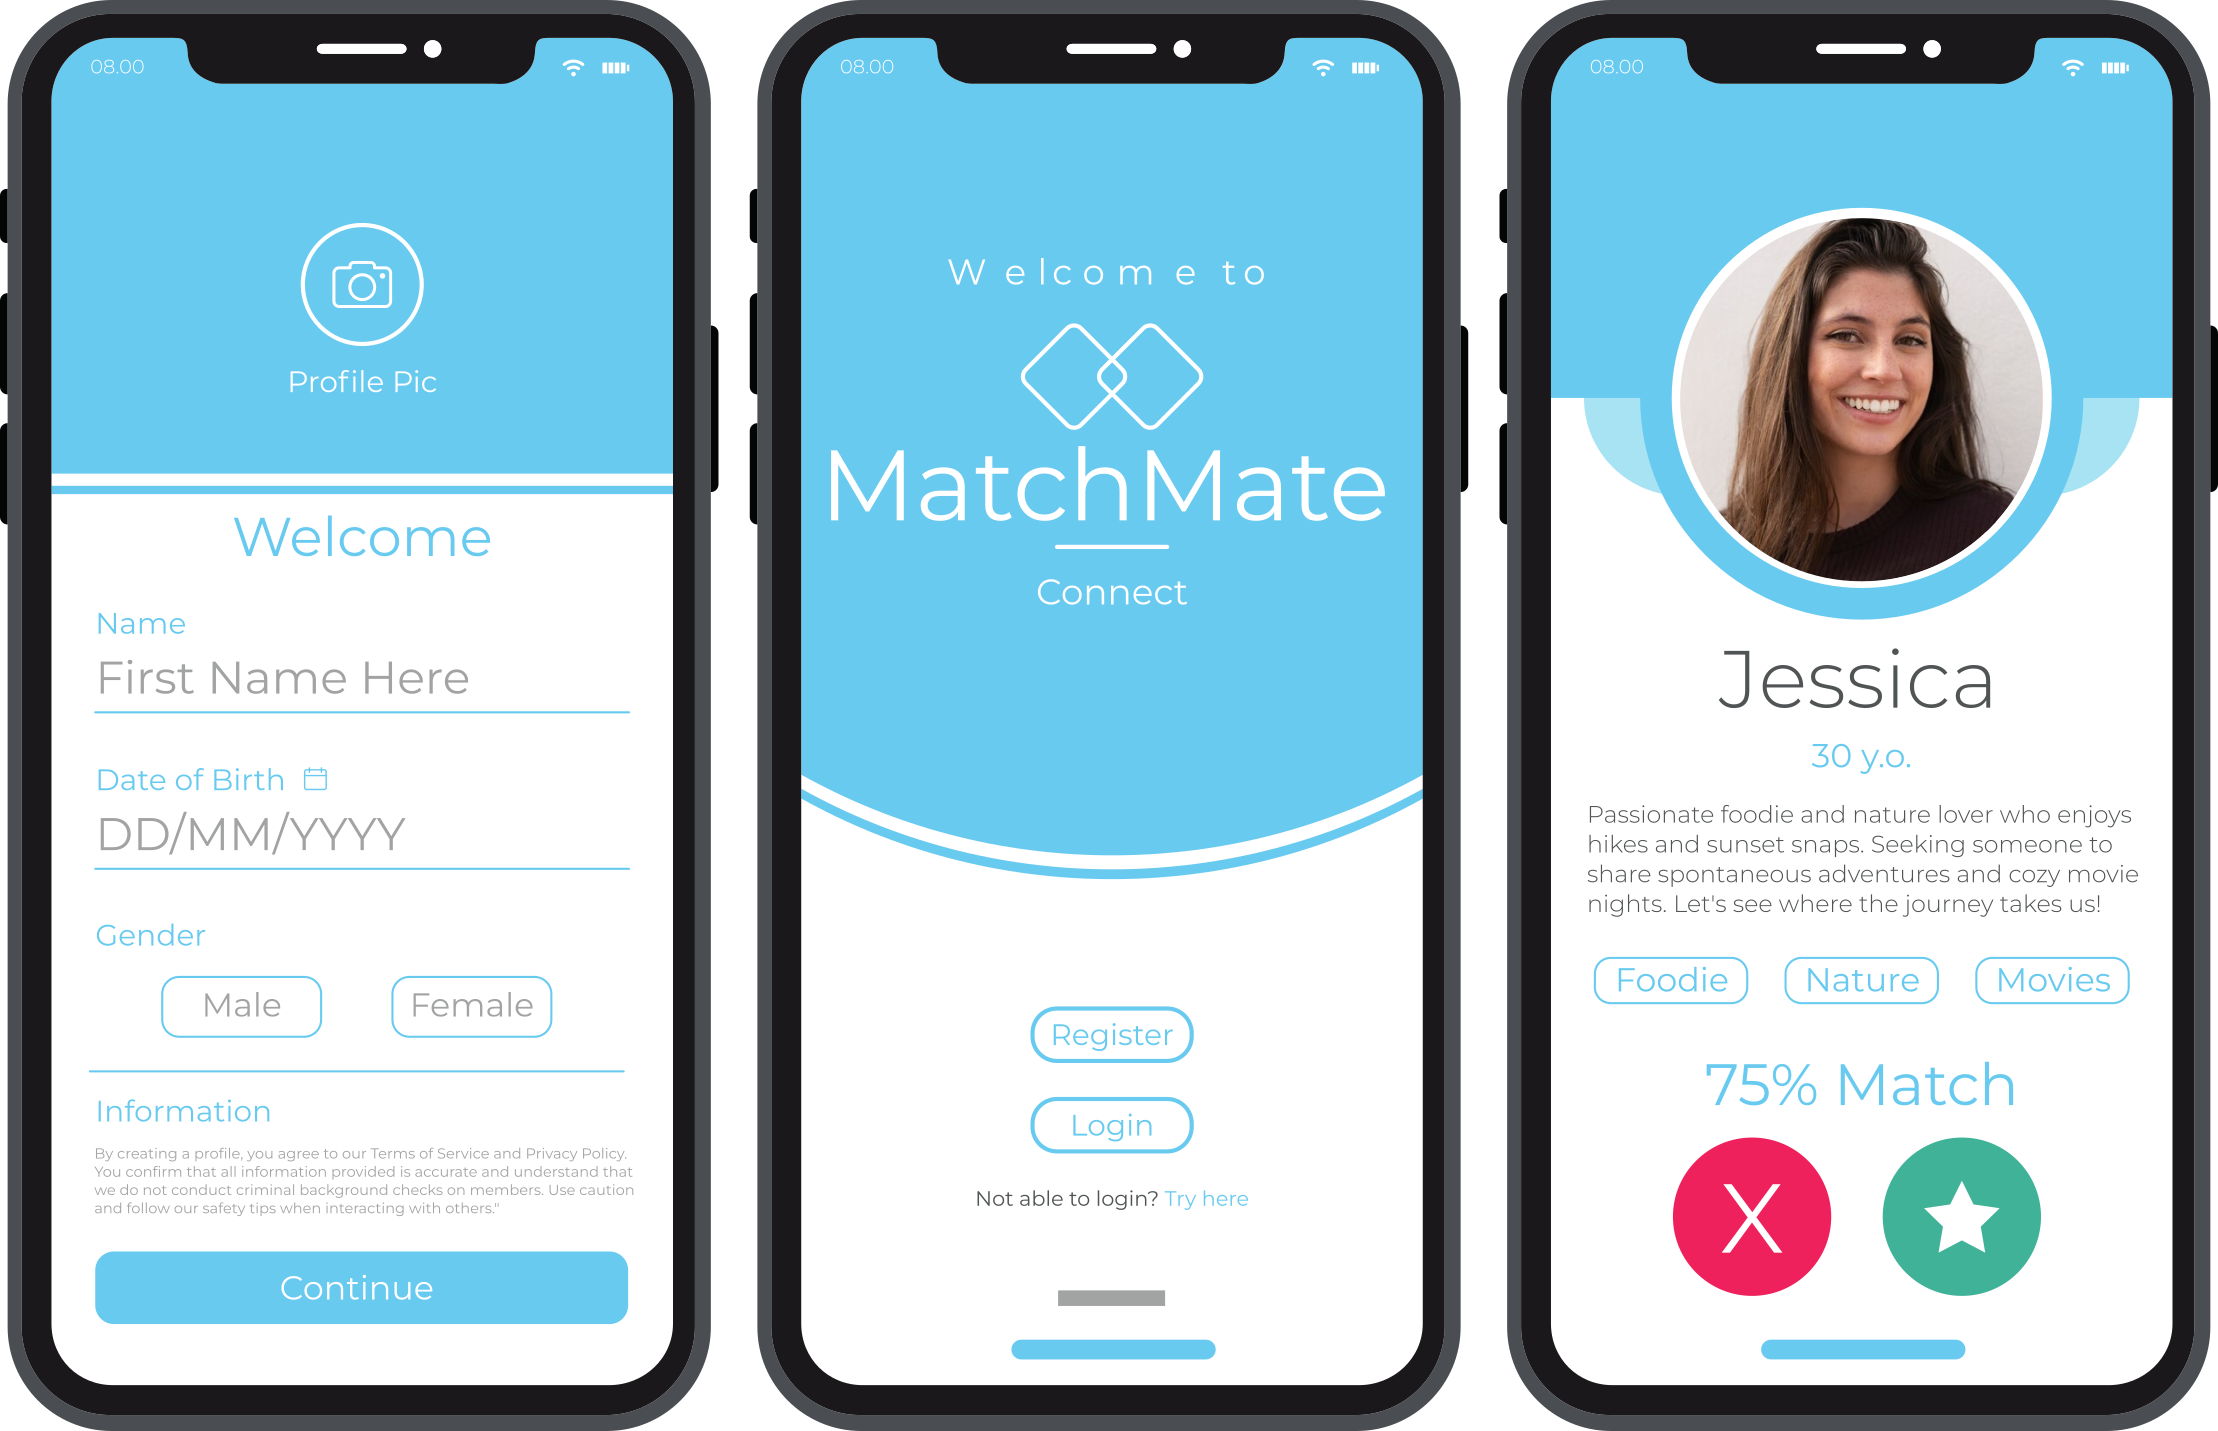 08.00
Profile Pic
Welcome
Name
First Name Here
Date of Birth
DD/MM/YYYY
Gender
Male
Female
Information
By creating a profile, you agree to our Terms of Service and Privacy Policy.
You confirm that all information provided is accurate and understand that
we do not conduct criminal background checks on members. Use caution
and follow our safety tips when interacting with others."
Continue
08.00
Welcome to
MatchMate
Connect
Register
Login
Not able to login? Try here
08.00
Jessica
30 y.o.
Passionate foodie and nature lover who enjoys
hikes and sunset snaps. Seeking someone to
share spontaneous adventures and cozy movie
nights. Let's see where the journey takes us!
Foodie
Nature
Movies
75% Match
X